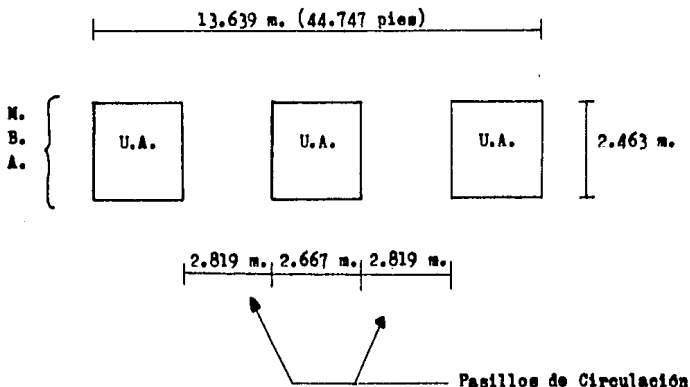 13.639 m. (44.747 pies)
M.
B.
A.
U.A.
U.A.
U.A.
2.463 m.
2.819 m. 2.667 m. 2.819 m.
Pasillos de Circulación